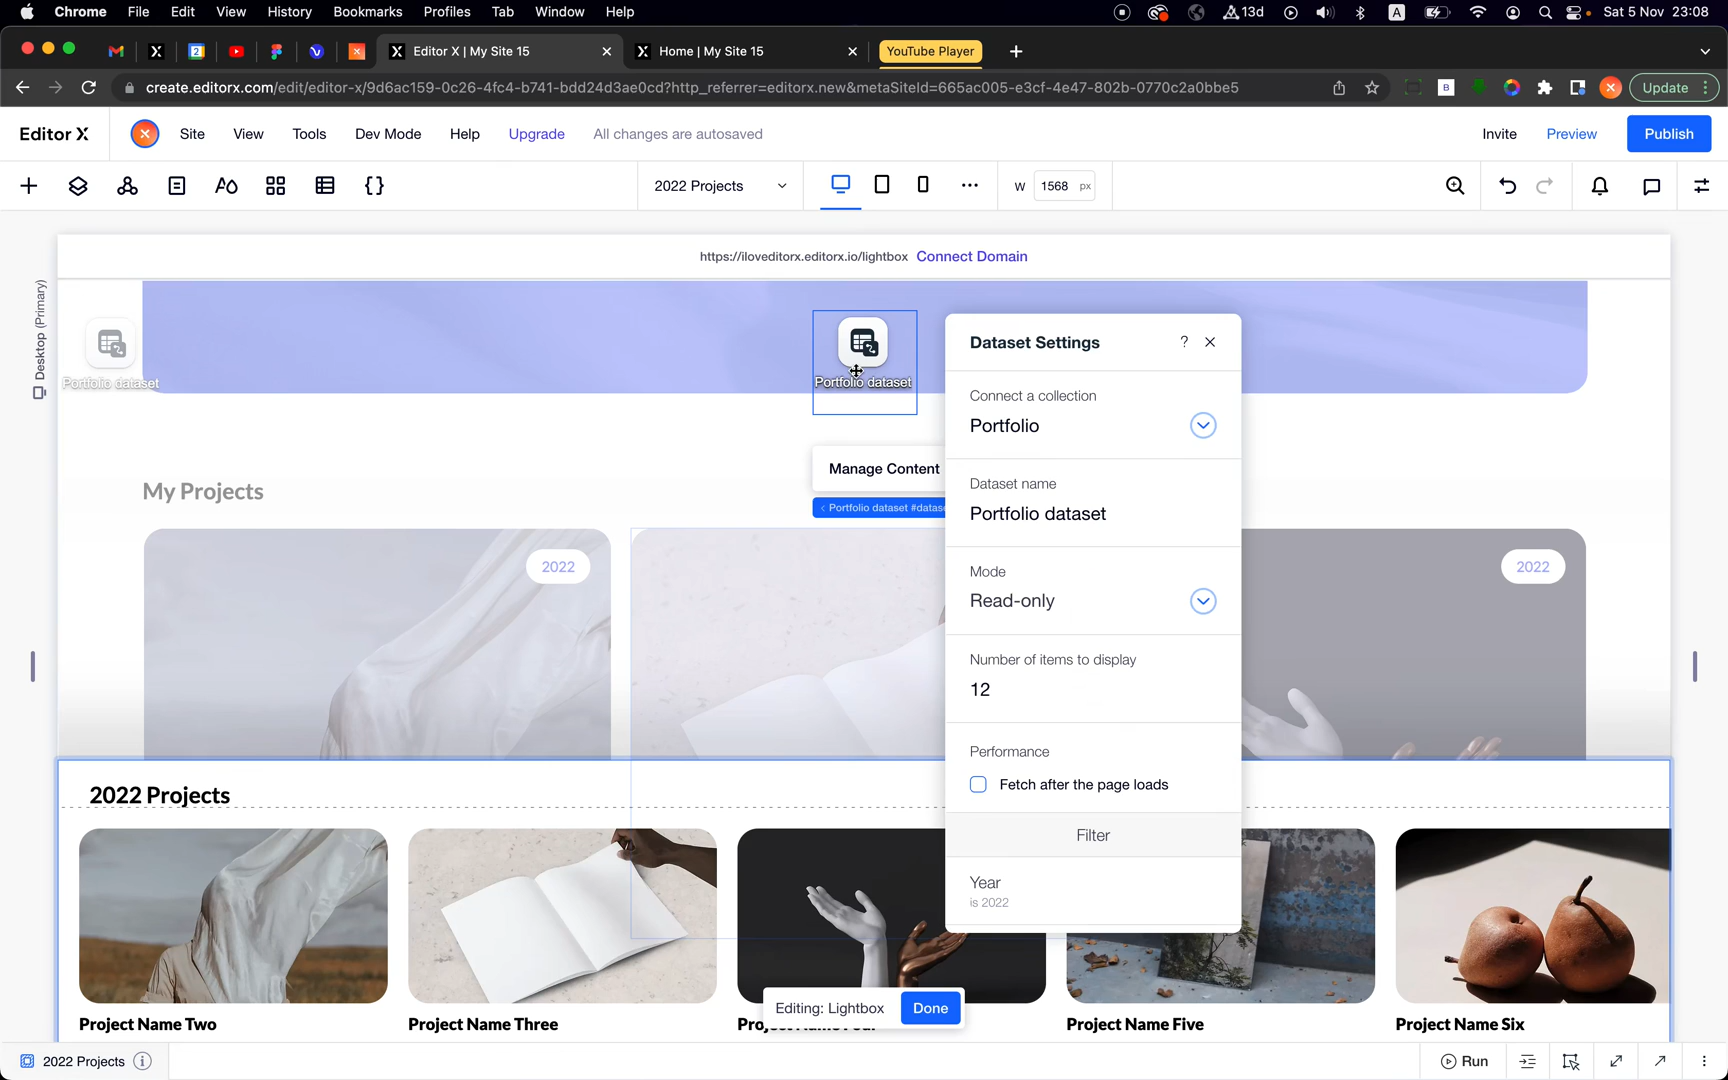 Chrome File Edit View History Bookmarks Profiles Tab Window Help 13d A Sat 5 Nov 23:08
2 Editor X | My Site 15 Home | My Site 15 YouTube Player
create.editorx.com/edit/editor-x/9d6ac159-0c26-4fc4-b741-bdd24d3ae0cd?http_referrer=editorx.new&metaSiteId=665ac005-e3cf-4e47-802b-0770c2a0bbe5 B Update
Editor X Site View Tools Dev Mode Help Upgrade All changes are autosaved Invite Preview Publish
2022 Projects W 1568 px
https://iloveditorx.editorx.io/lightbox Connect Domain
Desktop (Primary)
Portfolio dataset
Portfolio dataset
Dataset Settings ?
Connect a collection
Portfolio
Manage Content
Dataset name
< Portfolio dataset #datase
Portfolio dataset
My Projects
Mode
Read-only
2022
2022
Number of items to display
12
Performance
Fetch after the page loads
2022 Projects
Filter
Year
is 2022
Editing: Lightbox Done
Project Name Two
Project Name Three
Project Name Five
Project Name Six
2022 Projects Run